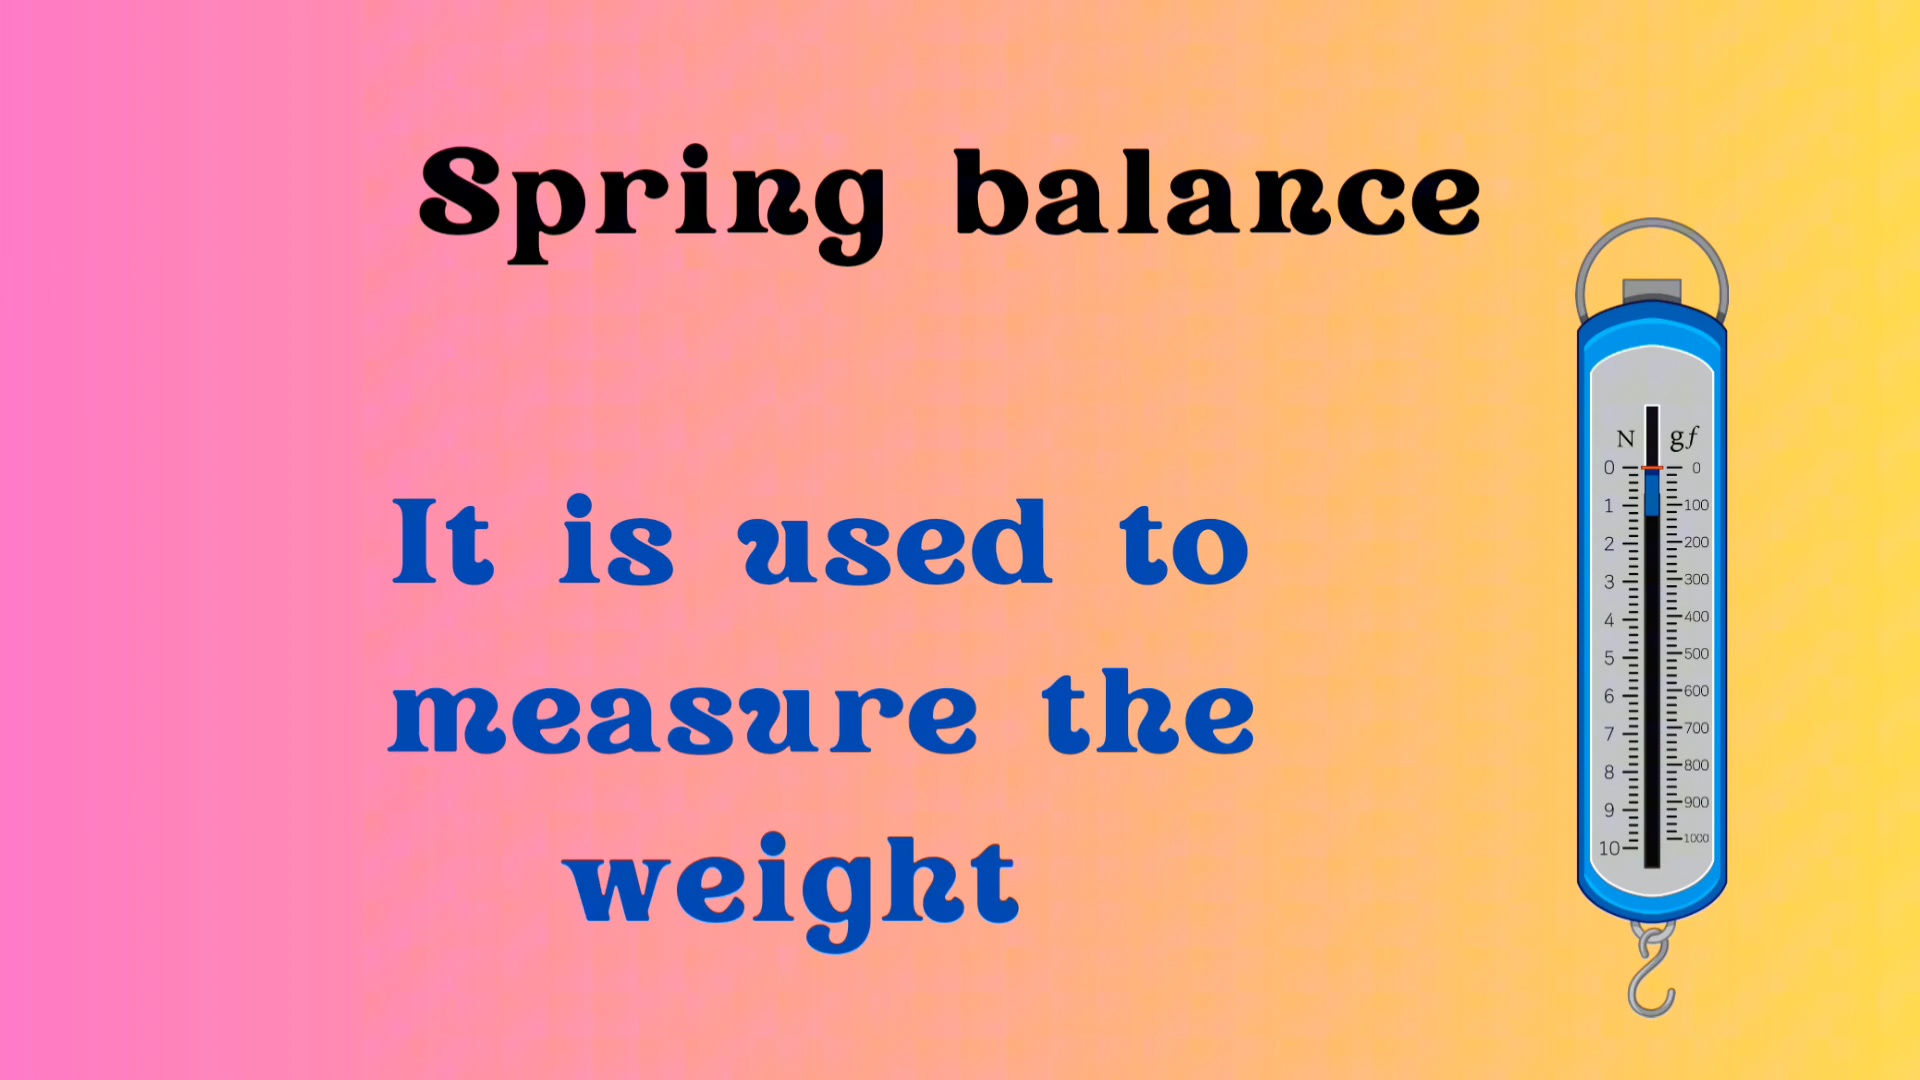 Spring balance
It is used to
measure the
weight
N gf
0 0
1 100
2 200
3 300
4 400
5 500
6 600
7 700
8 800
9 900
10 1000